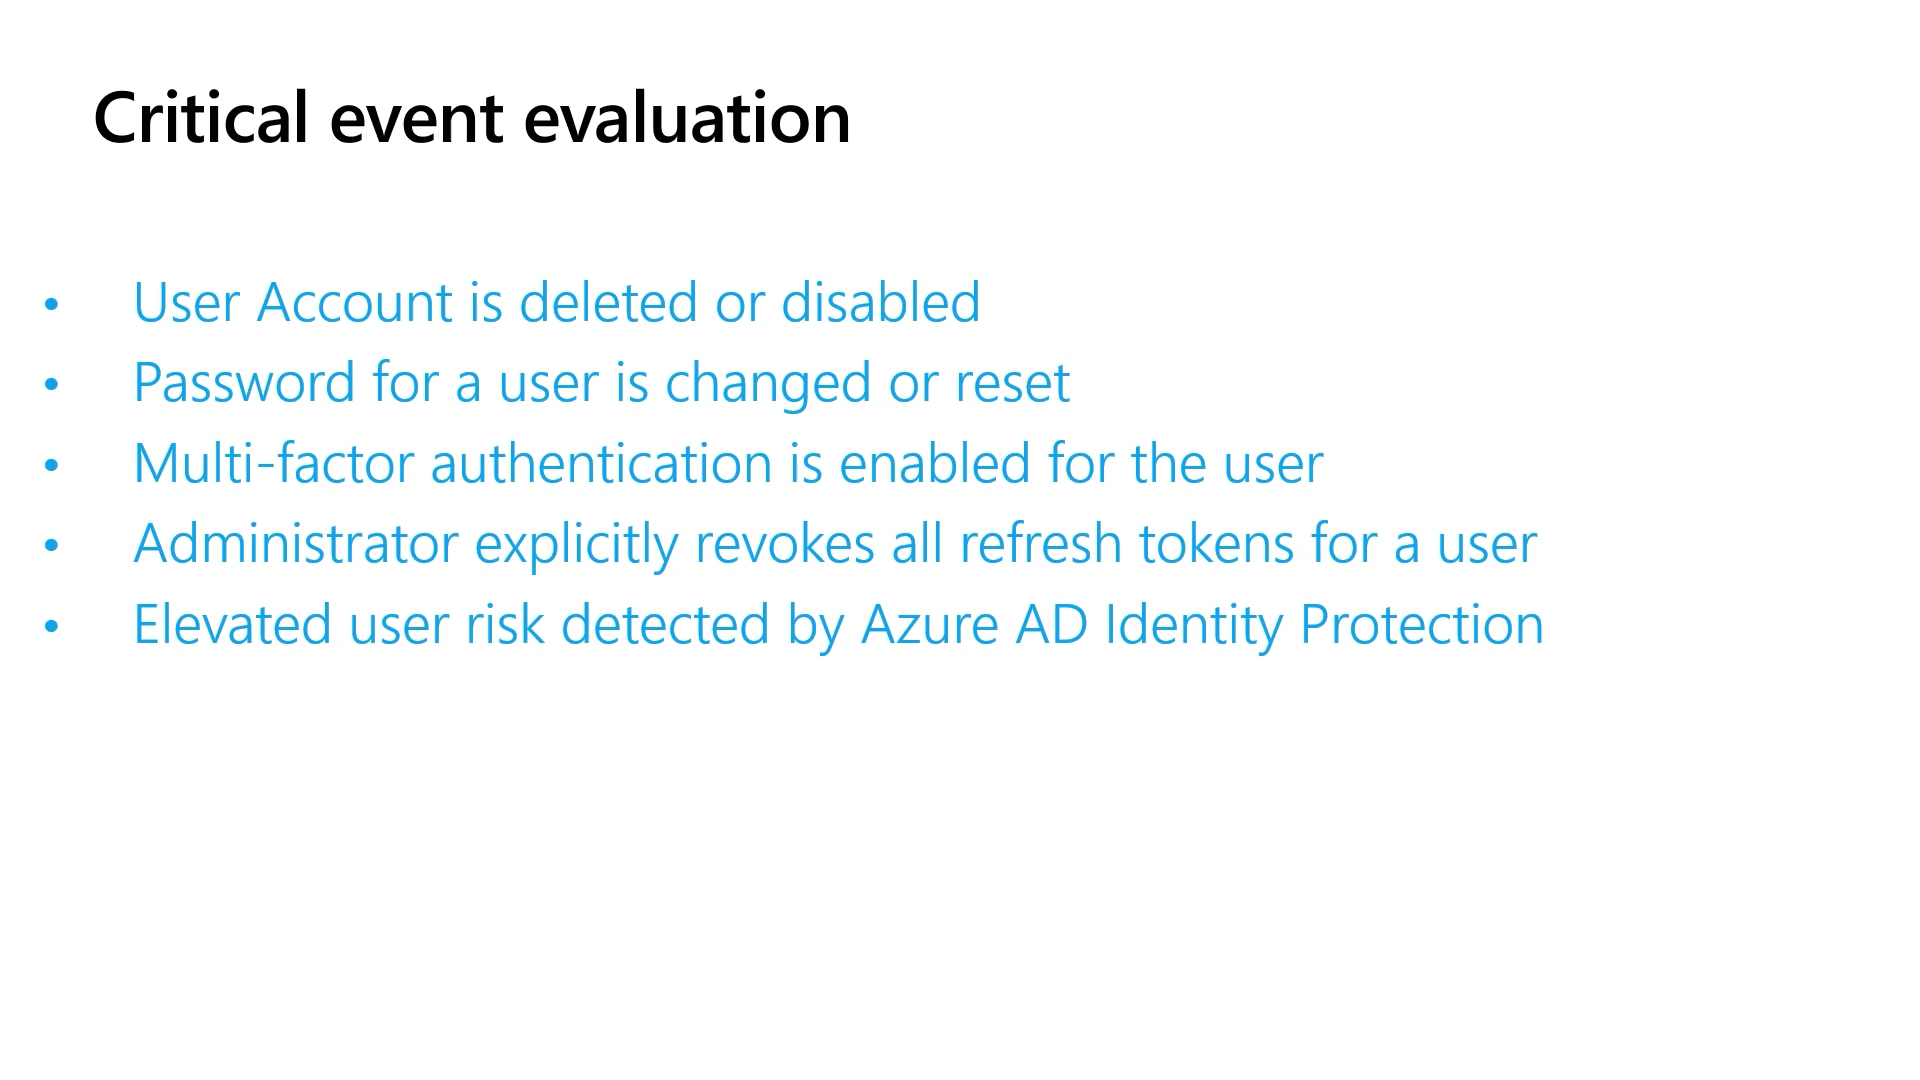 Critical event evaluation
• User Account is deleted or disabled
• Password for a user is changed or reset
• Multi-factor authentication is enabled for the user
• Administrator explicitly revokes all refresh tokens for a user
• Elevated user risk detected by Azure AD Identity Protection